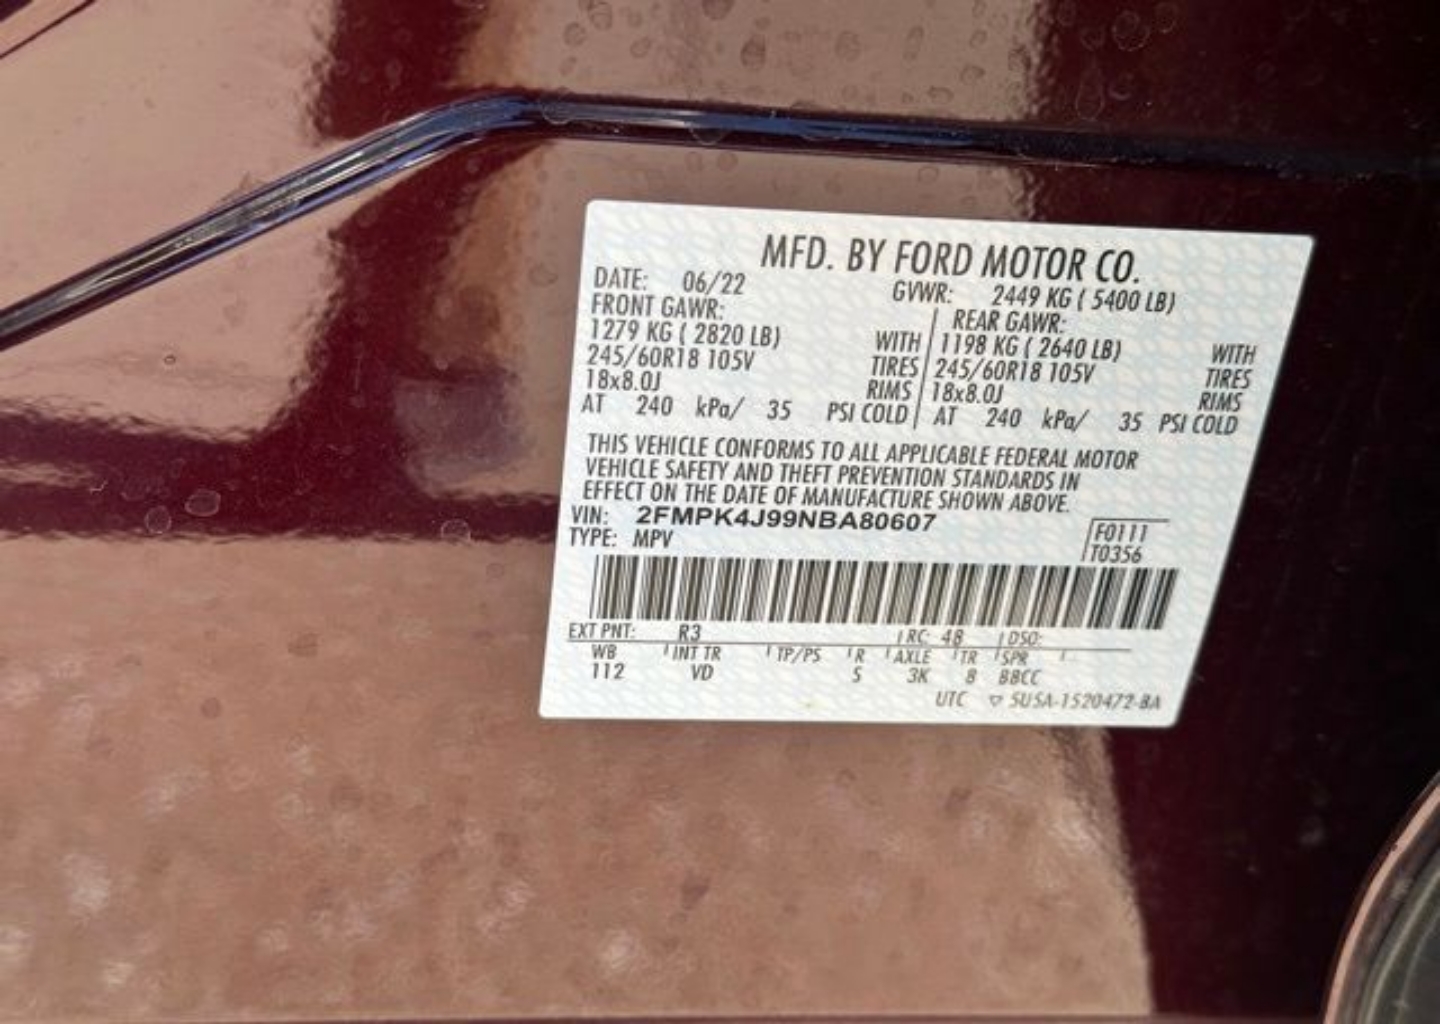 MFD. BY FORD MOTOR CO.
DATE: 06/22 GVWR: 2449 KG ( 5400 LB)
FRONT GAWR: REAR GAWR:
1279 KG ( 2820 LB) WITH 1198 KG ( 2640 LB) WITH
245/60R18 105V TIRES 245/60R18 105V TIRES
18x8.0J RIMS 18x8.0J RIMS
AT 240 kPa/ 35 PSI COLD AT 240 kPa/ 35 PSI COLD
THIS VEHICLE CONFORMS TO ALL APPLICABLE FEDERAL MOTOR
VEHICLE SAFETY AND THEFT PREVENTION STANDARDS IN
EFFECT ON THE DATE OF MANUFACTURE SHOWN ABOVE.
VIN: 2FMPK4J99NBA80607
TYPE: MPV
F0111
T0356
EXT PNT: R3 RC: 48 DSO:
WB INT TR TP/PS R AXLE TR SPR
112 VD S 3K 8 BBCC
UTC ▽ 5U5A-1520472-BA